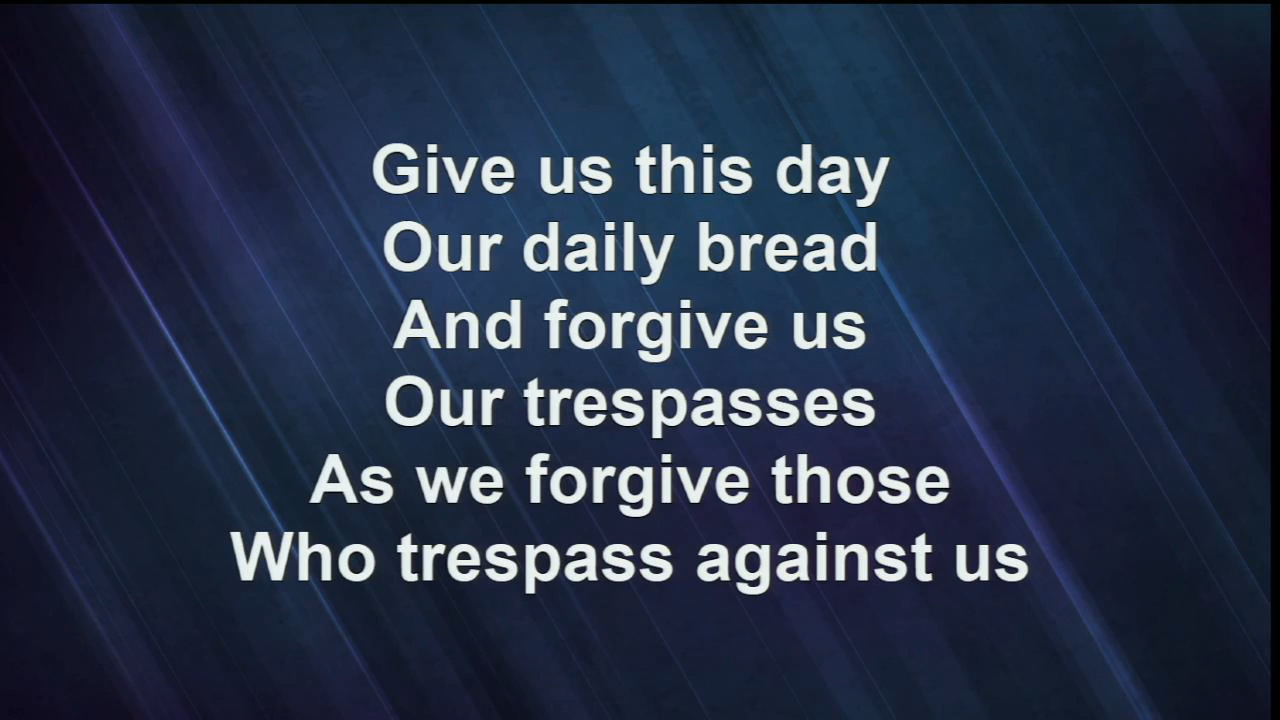 Give us this day
Our daily bread
And forgive us
Our trespasses
As we forgive those
Who trespass against us